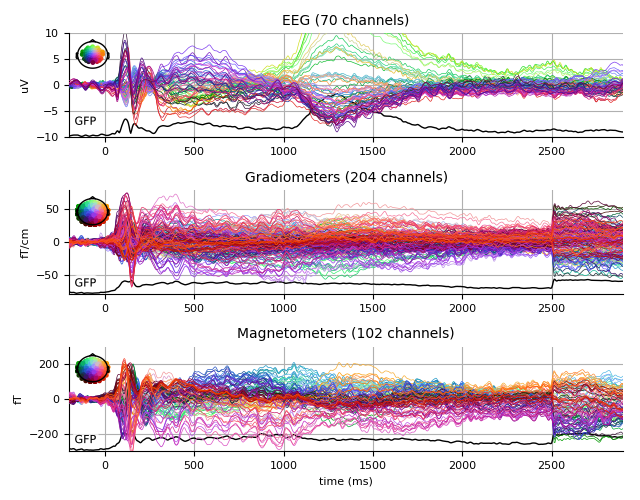 EEG (70 channels)
10
5
0
−5
−10
uV
GFP
0
500
1000
1500
2000
2500
Gradiometers (204 channels)
50
0
−50
fT/cm
GFP
0
500
1000
1500
2000
2500
Magnetometers (102 channels)
200
0
−200
fT
GFP
0
500
1000
1500
2000
2500
time (ms)